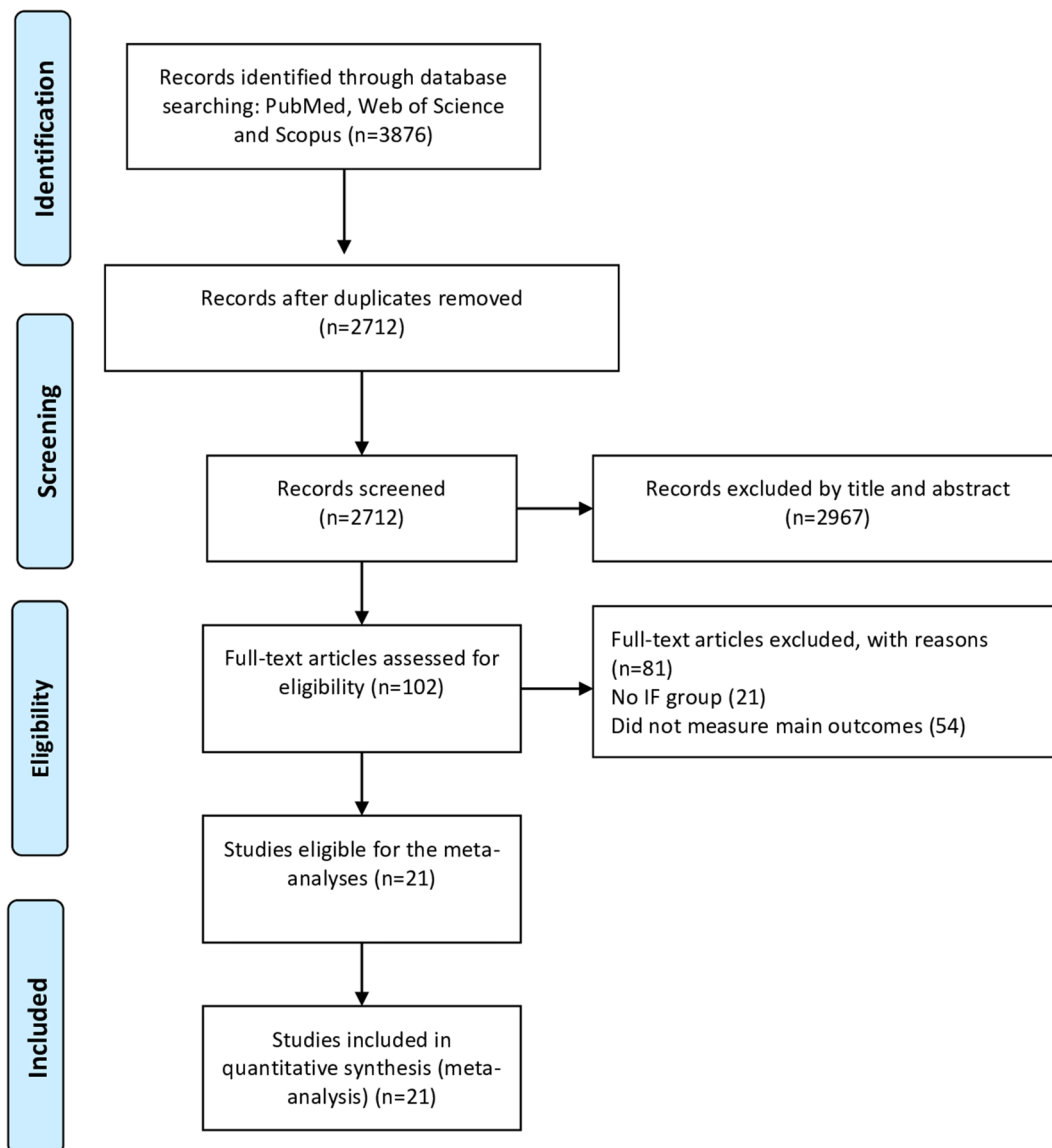 Identification
Records identified through database
searching: PubMed, Web of Science
and Scopus (n=3876)
Records after duplicates removed
(n=2712)
Screening
Records screened
(n=2712)
Records excluded by title and abstract
(n=2967)
Eligibility
Full-text articles assessed for
eligibility (n=102)
Full-text articles excluded, with reasons
(n=81)
No IF group (21)
Did not measure main outcomes (54)
Studies eligible for the meta-
analyses (n=21)
Included
Studies included in
quantitative synthesis (meta-
analysis) (n=21)